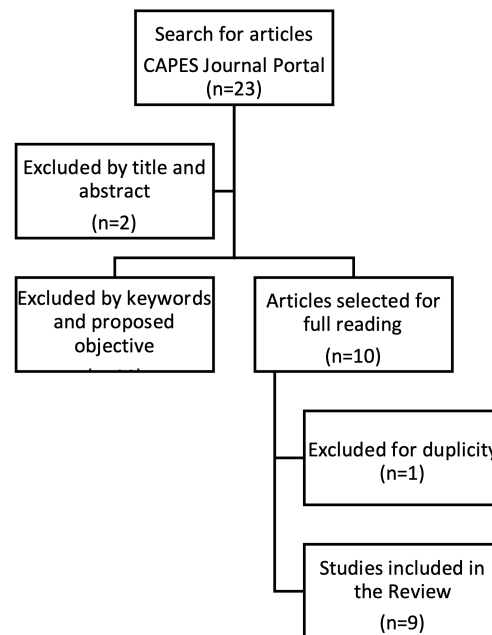 Search for articles
CAPES Journal Portal
(n=23)
Excluded by title and
abstract
(n=2)
Excluded by keywords
and proposed
objective
Articles selected for
full reading
(n=10)
Excluded for duplicity
(n=1)
Studies included in
the Review
(n=9)